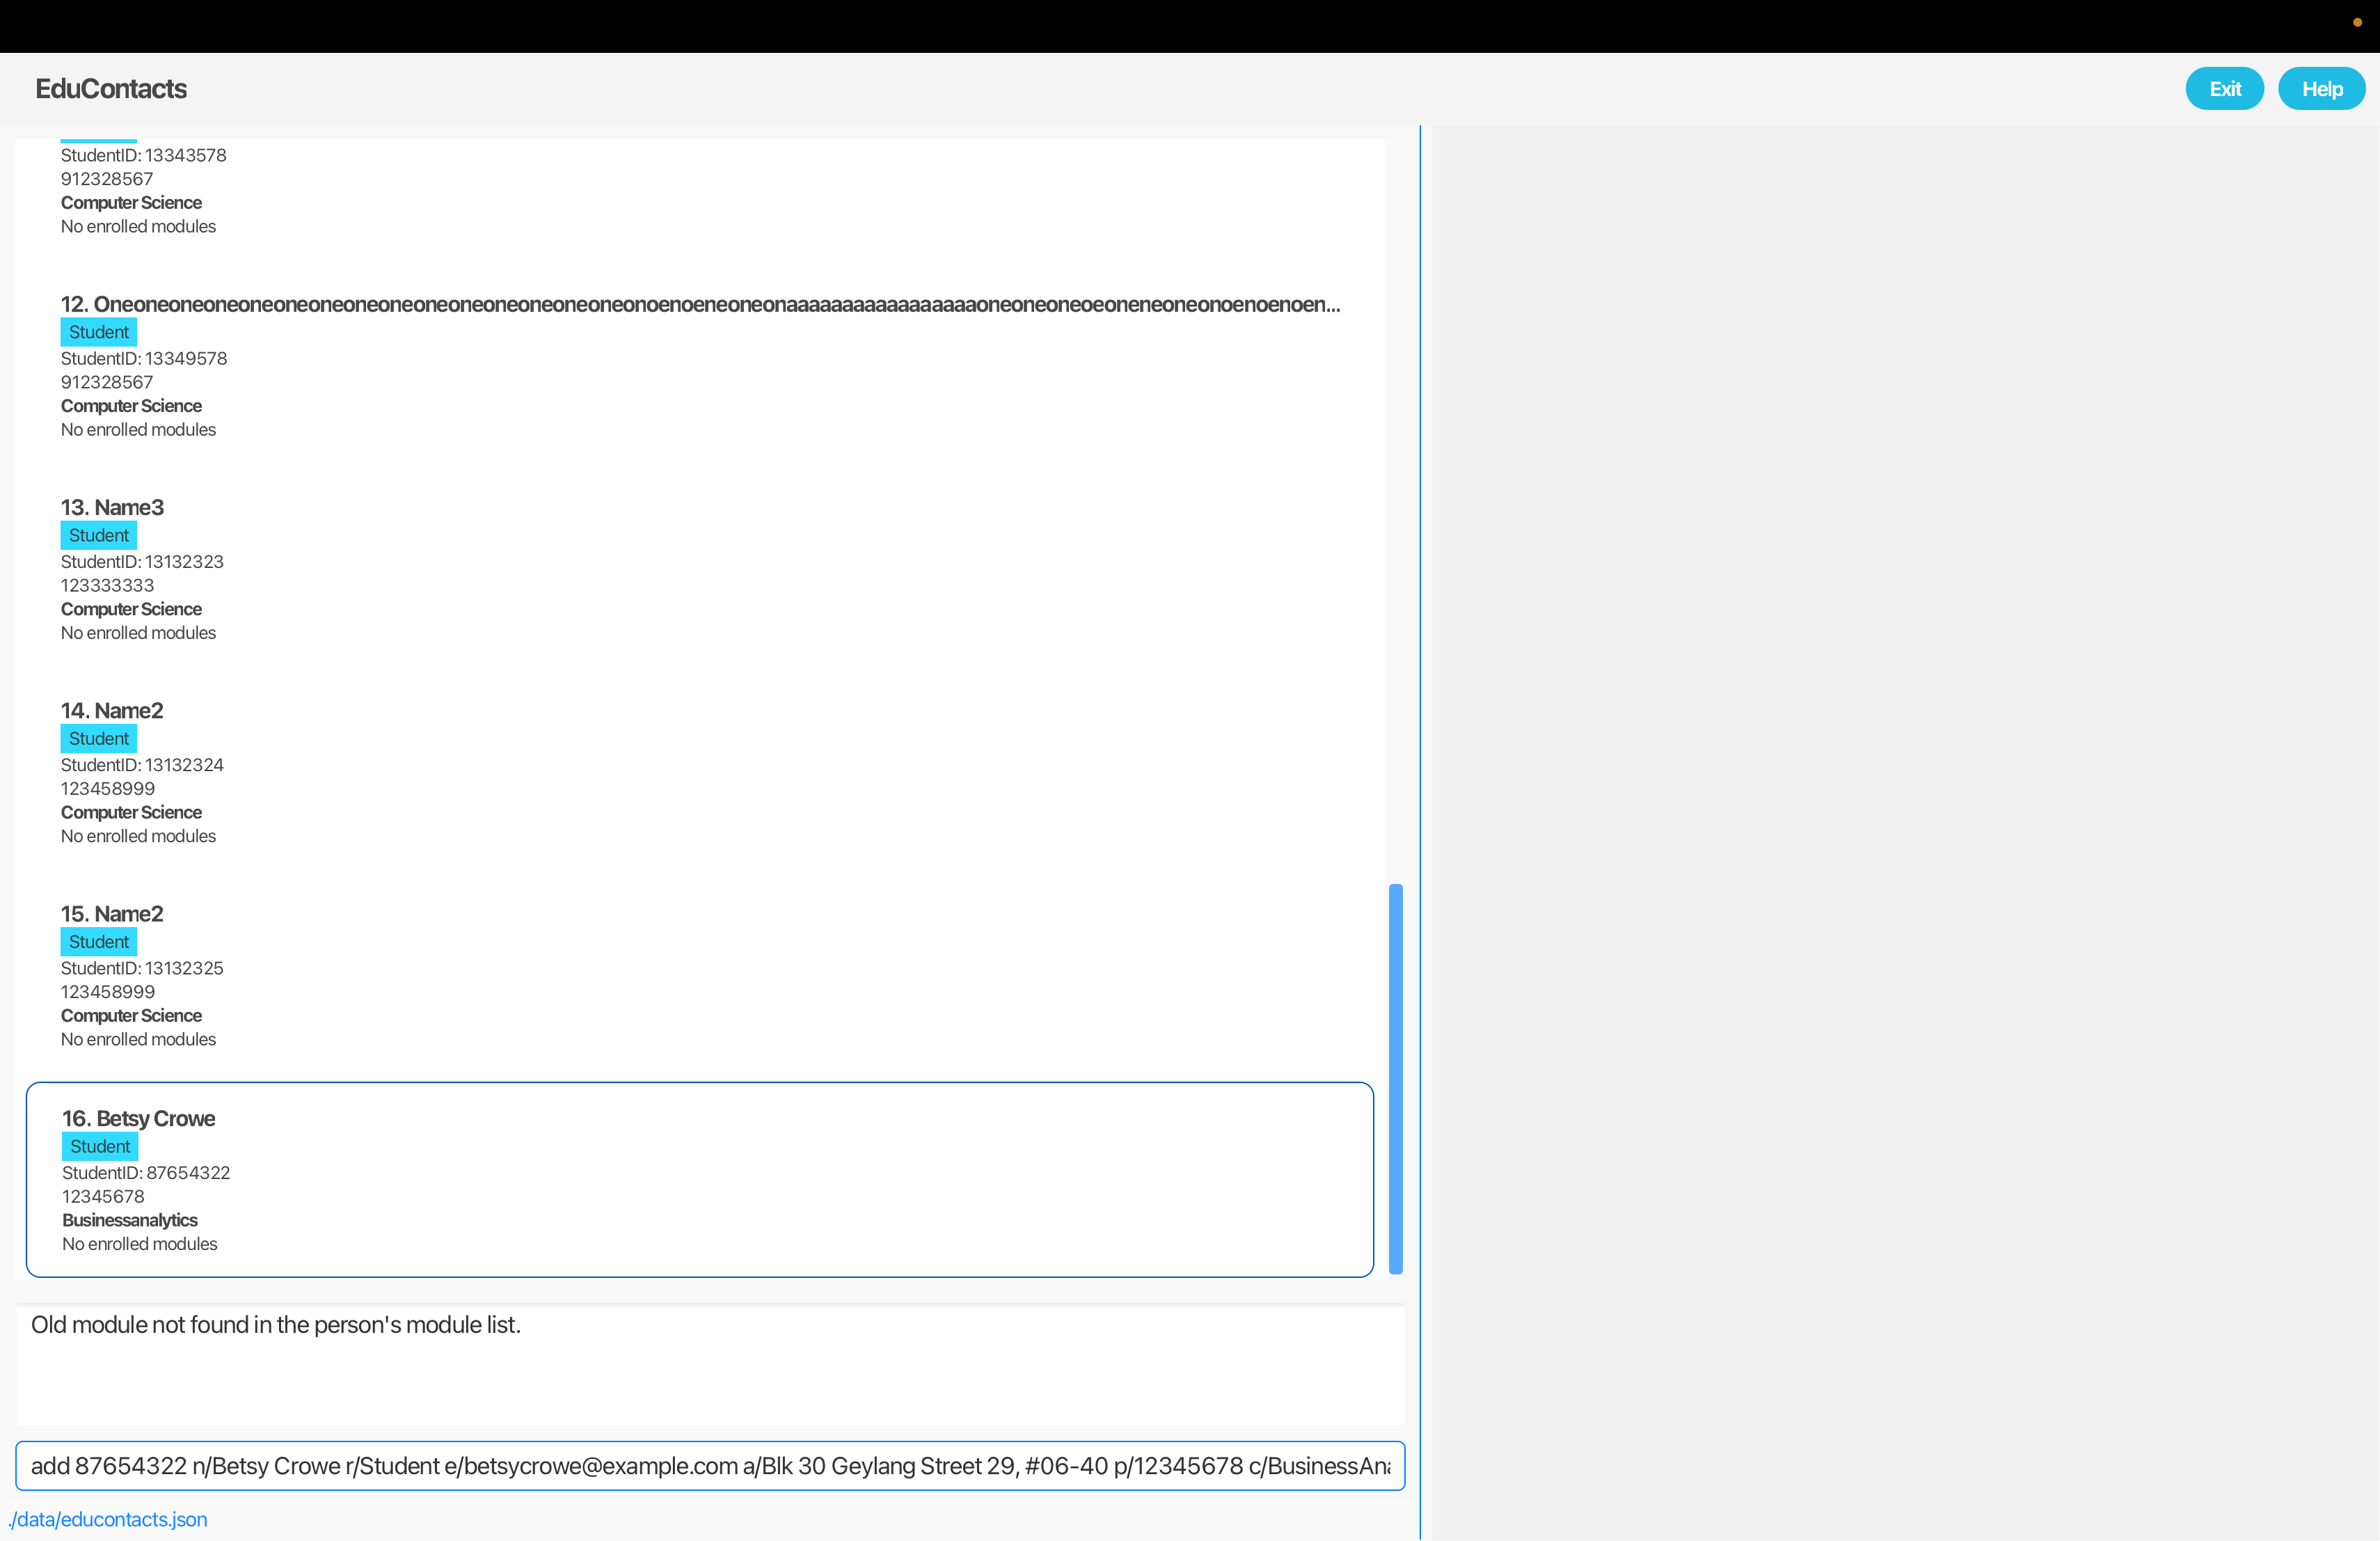 EduContacts
Exit
Help
StudentID: 13343578
912328567
Computer Science
No enrolled modules
12. Oneoneoneoneoneoneoneoneoneoneoneoneoneoneoneonoenoeneoneonaaaaaaaaaaaaaaaaaoneoneoneoeoneneoneonoenoenoen...
Student
StudentID: 13349578
912328567
Computer Science
No enrolled modules
13. Name3
Student
StudentID: 13132323
123333333
Computer Science
No enrolled modules
14. Name2
Student
StudentID: 13132324
123458999
Computer Science
No enrolled modules
15. Name2
Student
StudentID: 13132325
123458999
Computer Science
No enrolled modules
16. Betsy Crowe
Student
StudentID: 87654322
12345678
Businessanalytics
No enrolled modules
Old module not found in the person's module list.
add 87654322 n/Betsy Crowe r/Student e/betsycrowe@example.com a/Blk 30 Geylang Street 29, #06-40 p/12345678 c/BusinessAna
./data/educontacts.json